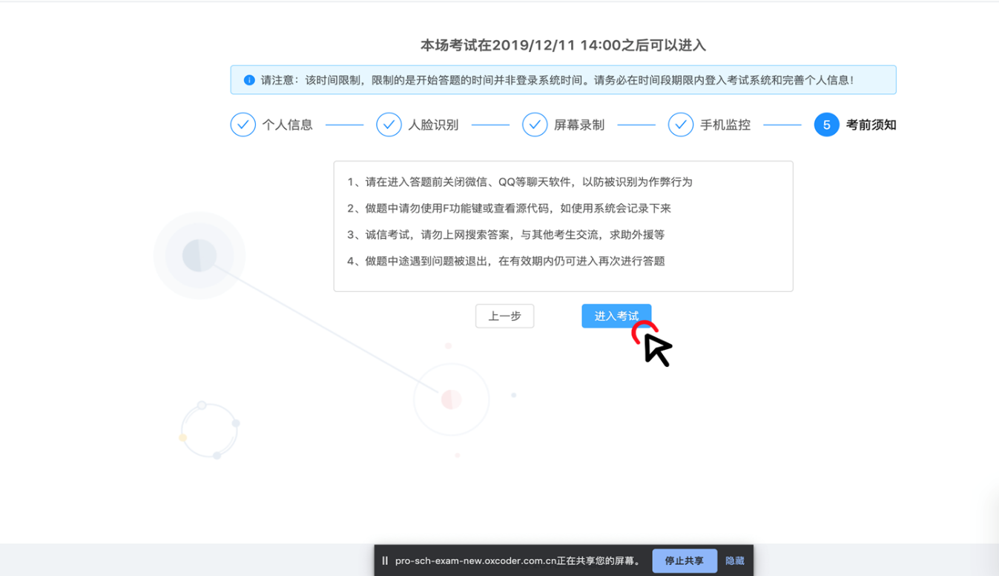 本场考试在2019/12/11 14:00之后可以进入
请注意：该时间限制，限制的是开始答题的时间并非登录系统时间。请务必在时间段期限内登入考试系统和完善个人信息！
个人信息 人脸识别 屏幕录制 手机监控 5 考前须知
1、请在进入答题前关闭微信、QQ等聊天软件，以防被识别为作弊行为
2、做题中请勿使用F功能键或查看源代码，如使用系统会记录下来
3、诚信考试，请勿上网搜索答案，与其他考生交流，求助外援等
4、做题中途遇到问题被退出，在有效期内仍可进入再次进行答题
上一步 进入考试
pro-sch-exam-new.oxcoder.com.cn正在共享您的屏幕。 停止共享 隐藏